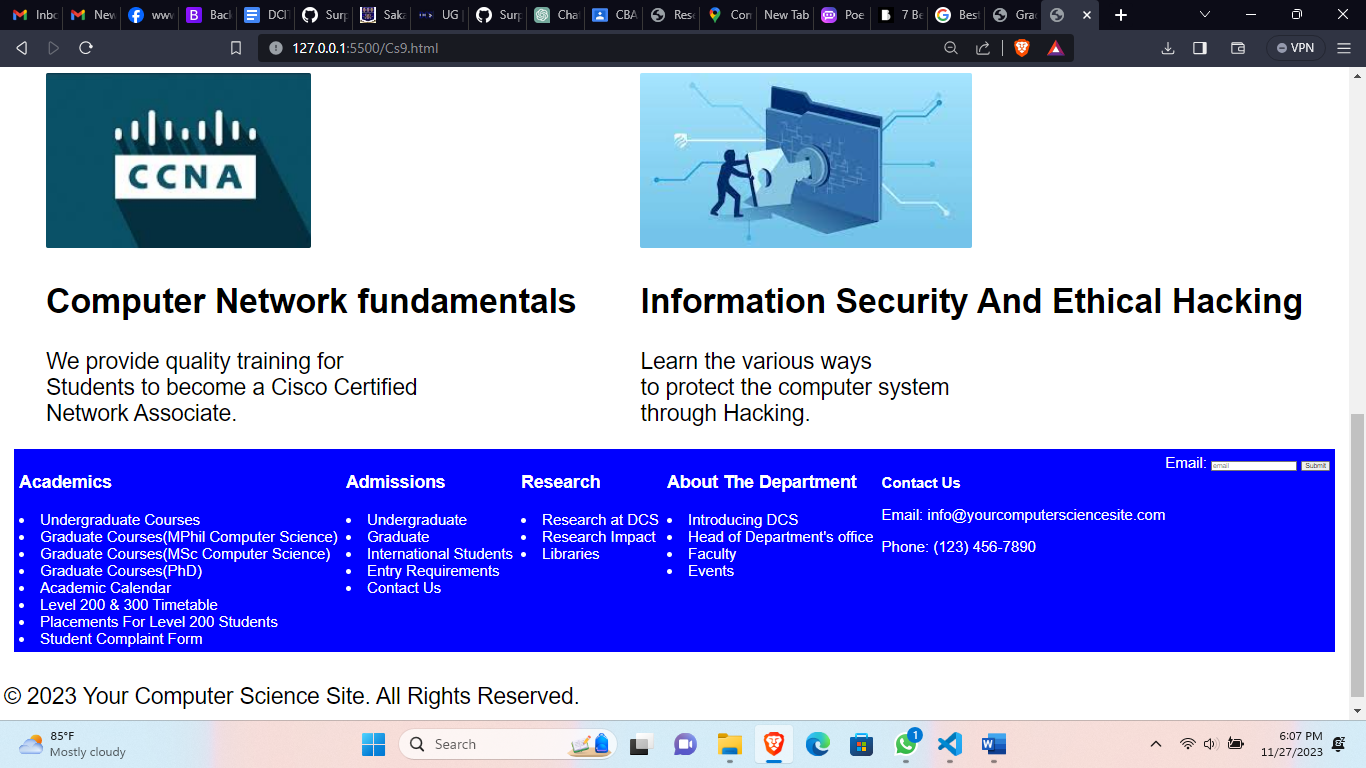 Inbc
New
www
Back
DCIT
Surp
Saka
UG
Surp
Chat
CBA
Rese
Con
New Tab
Poe
7 Be
Best
Grac
127.0.0.1:5500/Cs9.html
VPN
CCNA
Computer Network fundamentals
We provide quality training for
Students to become a Cisco Certified
Network Associate.
Information Security And Ethical Hacking
Learn the various ways
to protect the computer system
through Hacking.
Academics
Undergraduate Courses
Graduate Courses(MPhil Computer Science)
Graduate Courses(MSc Computer Science)
Graduate Courses(PhD)
Academic Calendar
Level 200 & 300 Timetable
Placements For Level 200 Students
Student Complaint Form
Admissions
Undergraduate
Graduate
International Students
Entry Requirements
Contact Us
Research
Research at DCS
Research Impact
Libraries
About The Department
Introducing DCS
Head of Department's office
Faculty
Events
Contact Us
Email: info@yourcomputersciencesite.com
Phone: (123) 456-7890
Email: email Submit
© 2023 Your Computer Science Site. All Rights Reserved.
85°F
Mostly cloudy
Search
1
6:07 PM
11/27/2023